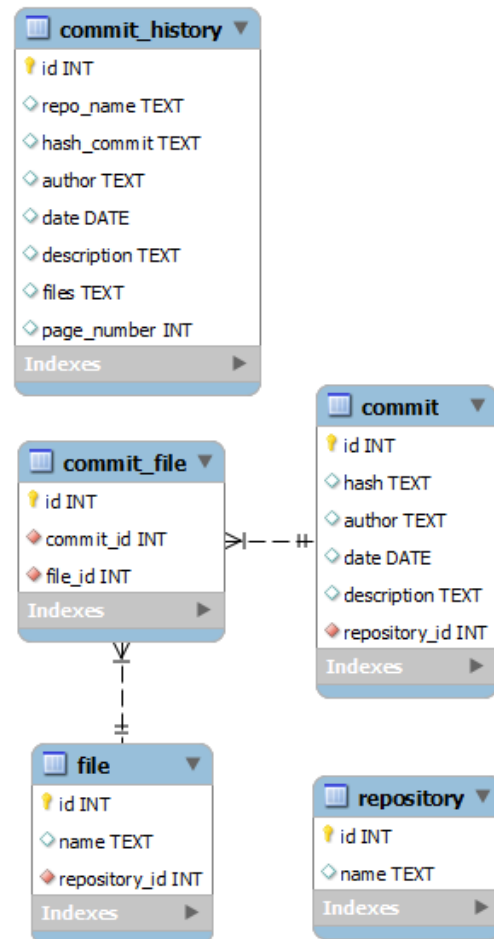 commit_history
id INT
repo_name TEXT
hash_commit TEXT
author TEXT
date DATE
description TEXT
files TEXT
page_number INT
Indexes
commit
id INT
hash TEXT
author TEXT
date DATE
description TEXT
repository_id INT
Indexes
commit_file
id INT
commit_id INT
file_id INT
Indexes
file
id INT
name TEXT
repository_id INT
Indexes
repository
id INT
name TEXT
Indexes